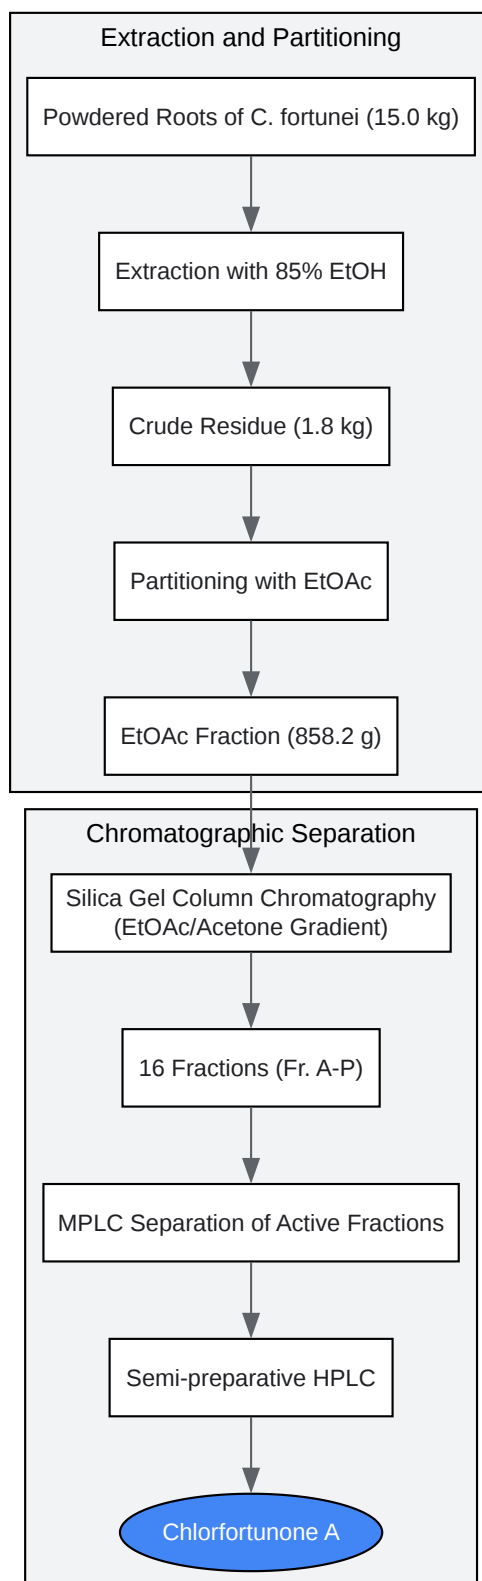 Extraction and Partitioning
Powdered Roots of C. fortunei (15.0 kg)
Extraction with 85% EtOH
Crude Residue (1.8 kg)
Partitioning with EtOAc
EtOAc Fraction (858.2 g)
Chromatographic Separation
Silica Gel Column Chromatography
(EtOAc/Acetone Gradient)
16 Fractions (Fr. A-P)
MPLC Separation of Active Fractions
Semi-preparative HPLC
Chlorfortunone A